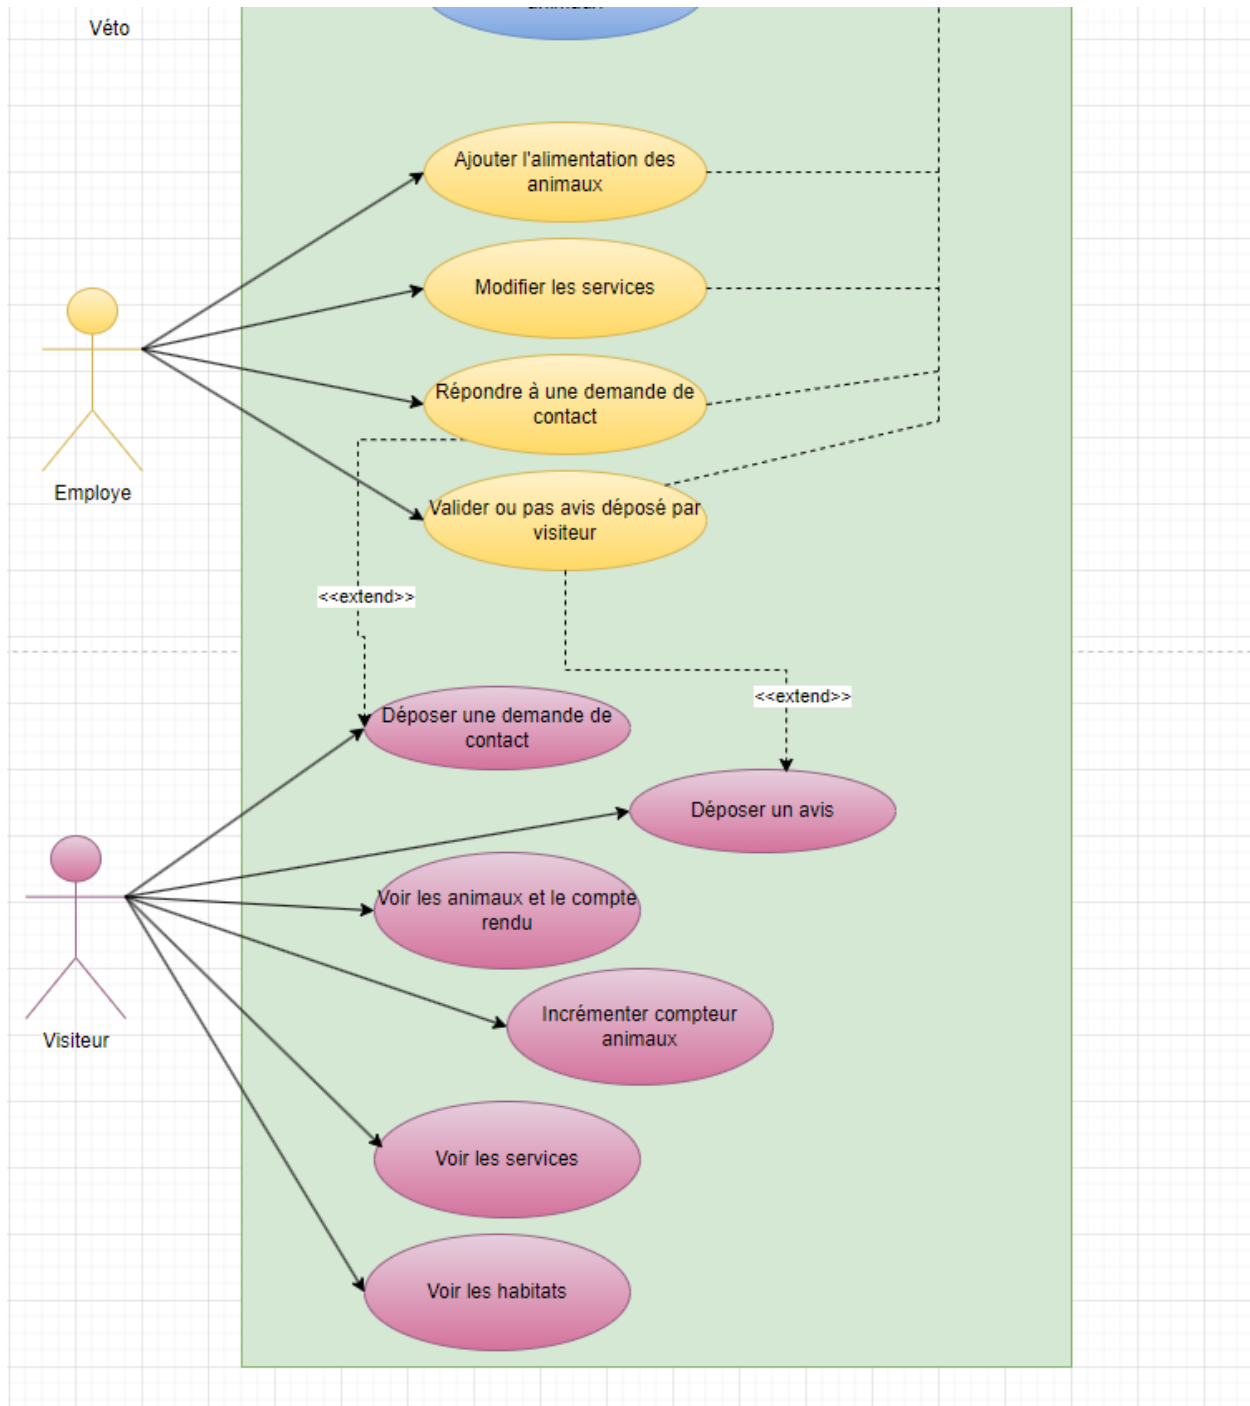 Véto
Ajouter l'alimentation des
animaux
Modifier les services
Répondre à une demande de
contact
Employe
Valider ou pas avis déposé par
visiteur
<<extend>>
<<extend>>
Déposer une demande de
contact
Déposer un avis
Voir les animaux et le compte
rendu
Incrémenter compteur
animaux
Visiteur
Voir les services
Voir les habitats